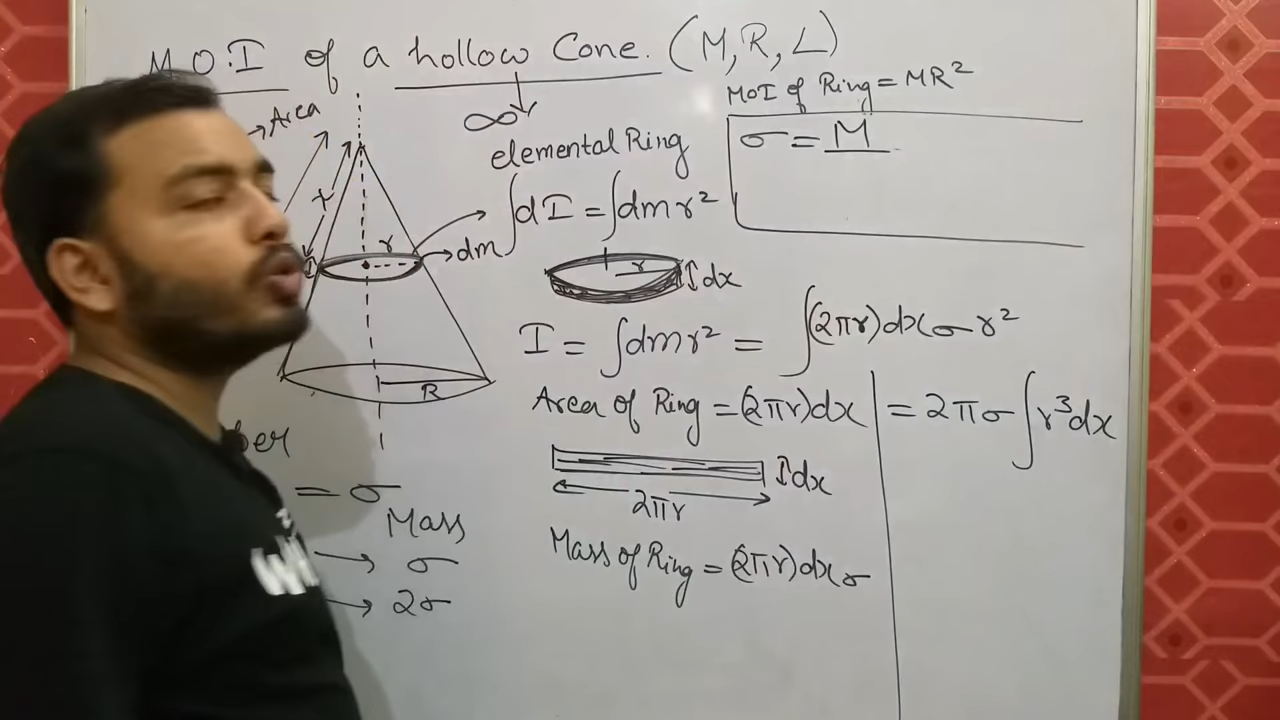 M.O.I of a hollow Cone. (M, R, L)
MOI of Ring = MR²
→ Area
∞
elemental Ring
σ = M
x
∫dI = ∫dm r²
r
→ dm
r
dx
I = ∫dm r² = ∫(2πr)dx σ r²
R
Area of Ring = (2πr)dx
= 2πσ ∫r³dx
ber
dx
= σ
2πr
Mass
Mass of Ring = (2πr)dx σ
→ σ
→ 2σ